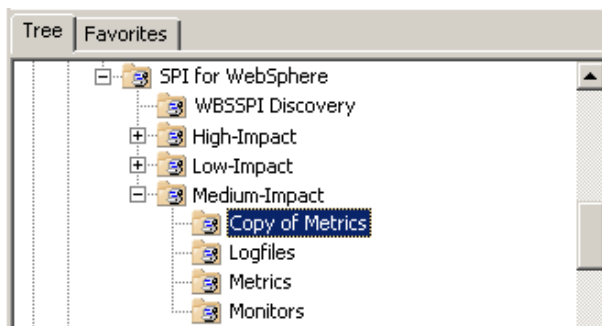 Tree Favorites
SPI for WebSphere
WBSSPI Discovery
High-Impact
Low-Impact
Medium-Impact
Copy of Metrics
Logfiles
Metrics
Monitors